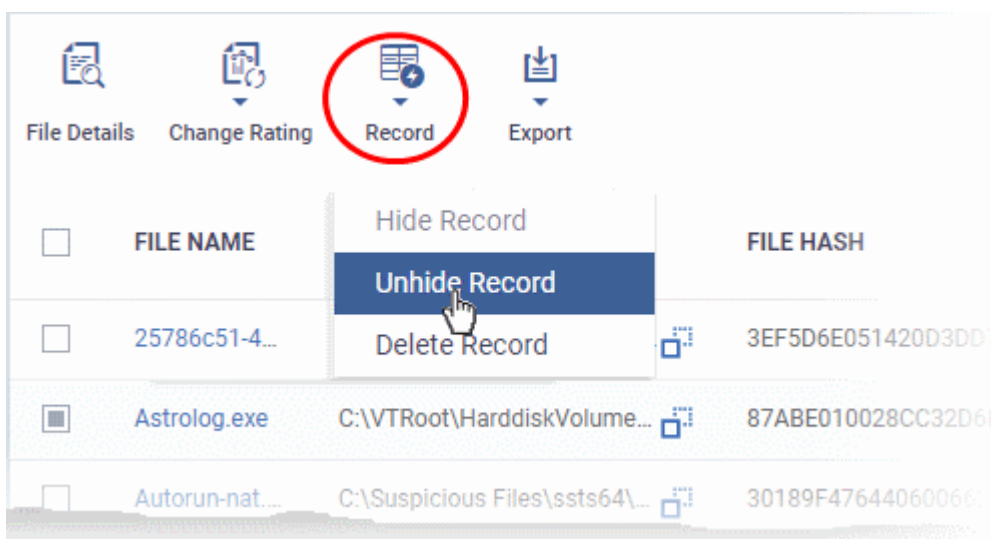 File Details Change Rating Record Export
Hide Record
FILE NAME FILE HASH
Unhide Record
25786c51-4... Delete Record 3EF5D6E051420D3DD
Astrolog.exe C:\VTRoot\HarddiskVolume... 87ABE010028CC32D6
Autorun-nat.... C:\Suspicious Files\ssts64\... 30189F4764406006